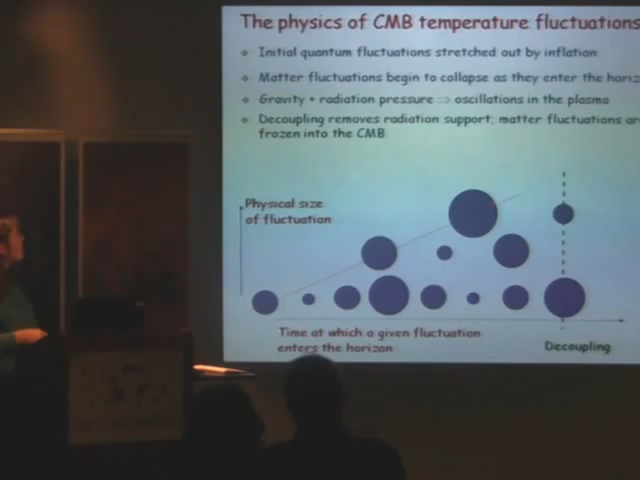 The physics of CMB temperature fluctuations
Initial quantum fluctuations stretched out by inflation
Matter fluctuations begin to collapse as they enter the horiz
Gravity + radiation pressure ⇒ oscillations in the plasma
Decoupling removes radiation support; matter fluctuations ar
frozen into the CMB
Physical size
of fluctuation
Time at which a given fluctuation
enters the horizon
Decoupling